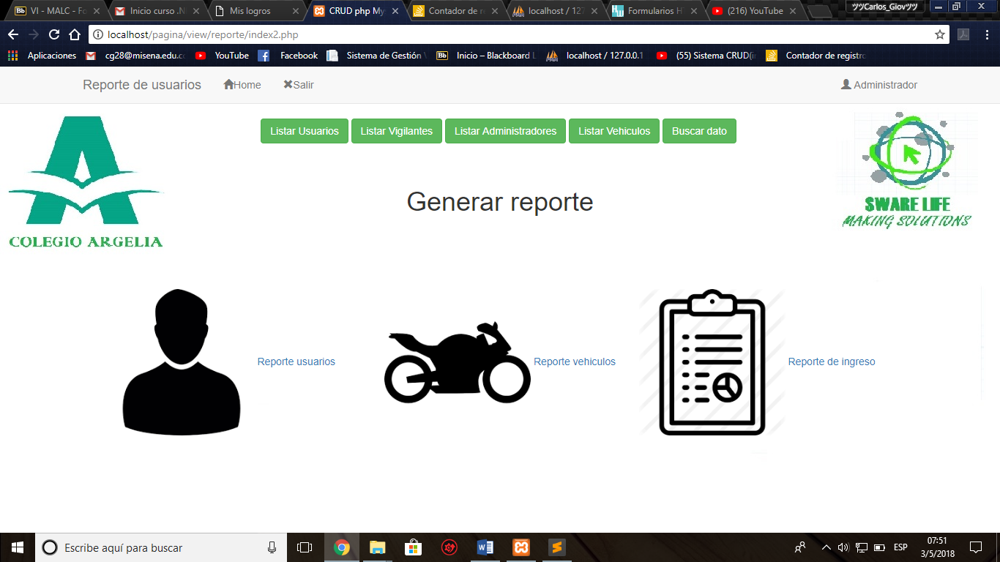 VI - MALC - Fo
Inicio curso .N
Mis logros
CRUD php My
Contador de r
localhost / 127
Formularios H
(216) YouTube
ツツCarlos_Giovツツ
localhost/pagina/view/reporte/index2.php
Aplicaciones
cg28@misena.edu.c
YouTube
Facebook
Sistema de Gestión
Bb
Inicio – Blackboard L
localhost / 127.0.0.1
(55) Sistema CRUD(i
Contador de registr
Reporte de usuarios
Home
Salir
Administrador
Listar Usuarios
Listar Vigilantes
Listar Administradores
Listar Vehiculos
Buscar dato
COLEGIO ARGELIA
SWARE LIFE
MAKING SOLUTIONS
Generar reporte
Reporte usuarios
Reporte vehiculos
Reporte de ingreso
Escribe aquí para buscar
ESP
07:51
3/5/2018